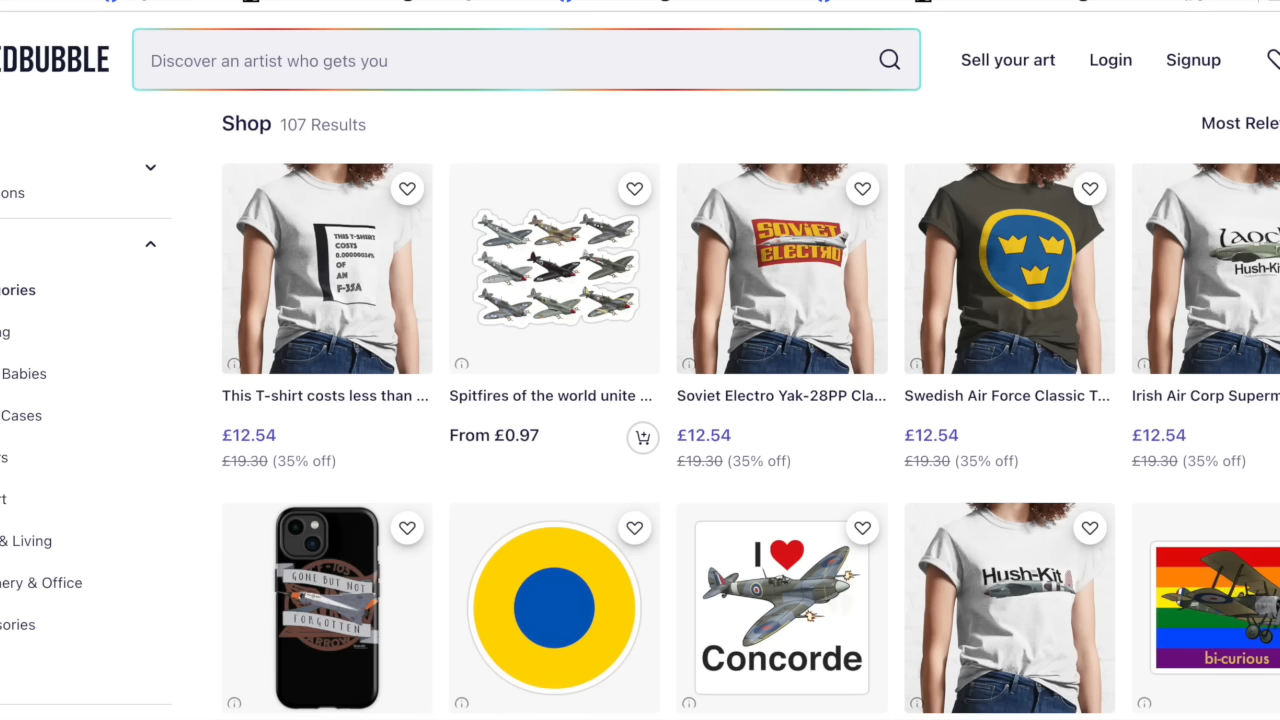 EDBUBBLE
Discover an artist who gets you
Sell your art
Login
Signup
ons
ories
ng
Babies
Cases
rs
rt
& Living
nery & Office
sories
Shop 107 Results
Most Rele
THIS T-SHIRT
COSTS
0.00000014%
OF
AN
F-35A
SOVIET
ELECTRO
Hush-Ki
This T-shirt costs less than ...
Spitfires of the world unite ...
Soviet Electro Yak-28PP Cla...
Swedish Air Force Classic T...
Irish Air Corp Superm
£12.54
From £0.97
£12.54
£12.54
£12.54
£19.30 (35% off)
£19.30 (35% off)
£19.30 (35% off)
£19.30 (35% off)
GONE BUT NOT
FORGOTTEN
ARROW
I
Concorde
Hush-Kit
bi-curious